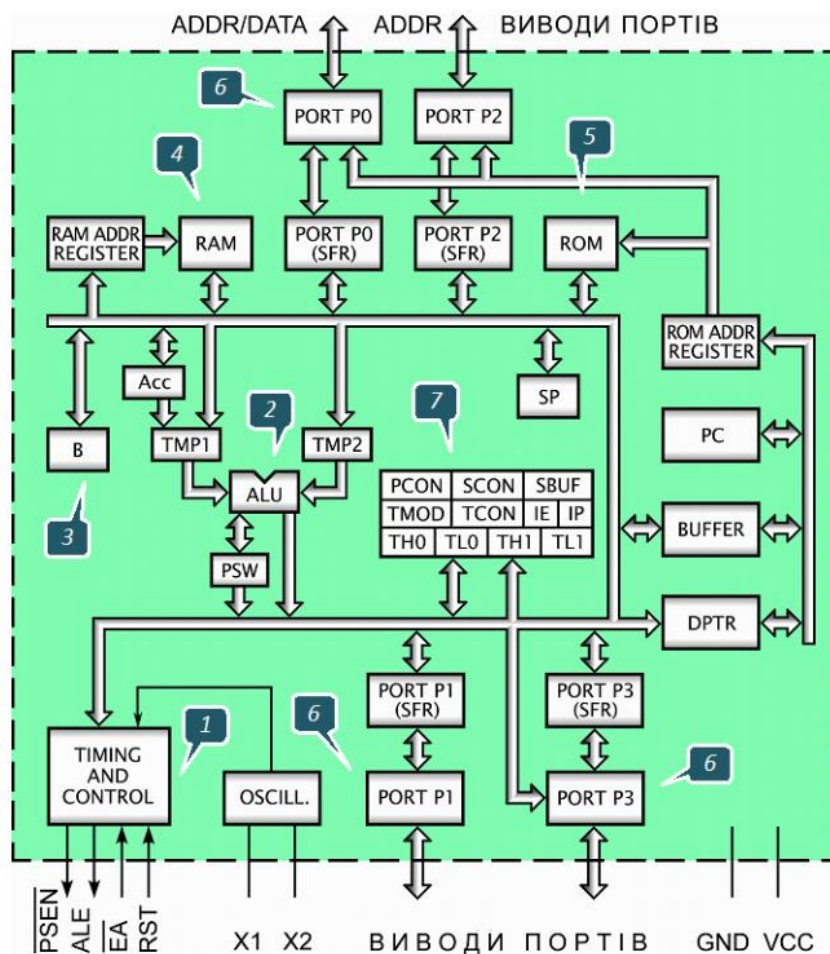 ADDR/DATA ADDR ВИВОДИ ПОРТІВ
6
PORT P0
PORT P2
4
5
RAM ADDR
REGISTER
RAM
PORT P0
(SFR)
PORT P2
(SFR)
ROM
ROM ADDR
REGISTER
Acc
SP
2
7
B
TMP1
TMP2
PC
3
ALU
PCON SCON SBUF
TMOD TCON IE IP
TH0 TL0 TH1 TL1
BUFFER
PSW
DPTR
PORT P1
(SFR)
PORT P3
(SFR)
1
6
6
TIMING
AND
CONTROL
OSCILL.
PORT P1
PORT P3
PSEN
ALE
EA
RST
X1 X2 ВИВОДИ ПОРТІВ GND VCC